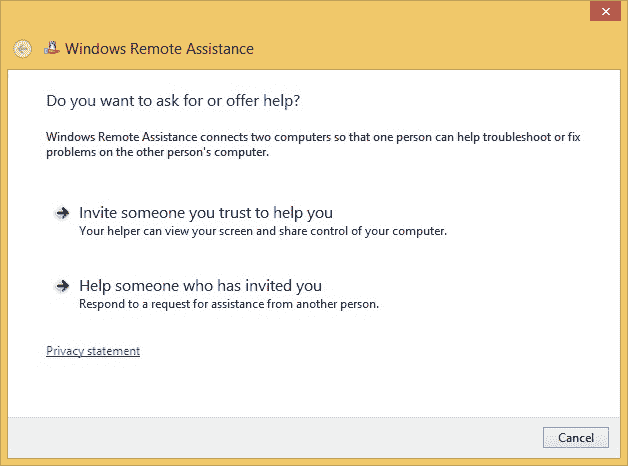 Windows Remote Assistance
Do you want to ask for or offer help?
Windows Remote Assistance connects two computers so that one person can help troubleshoot or fix
problems on the other person's computer.
Invite someone you trust to help you
Your helper can view your screen and share control of your computer.
Help someone who has invited you
Respond to a request for assistance from another person.
Privacy statement
Cancel